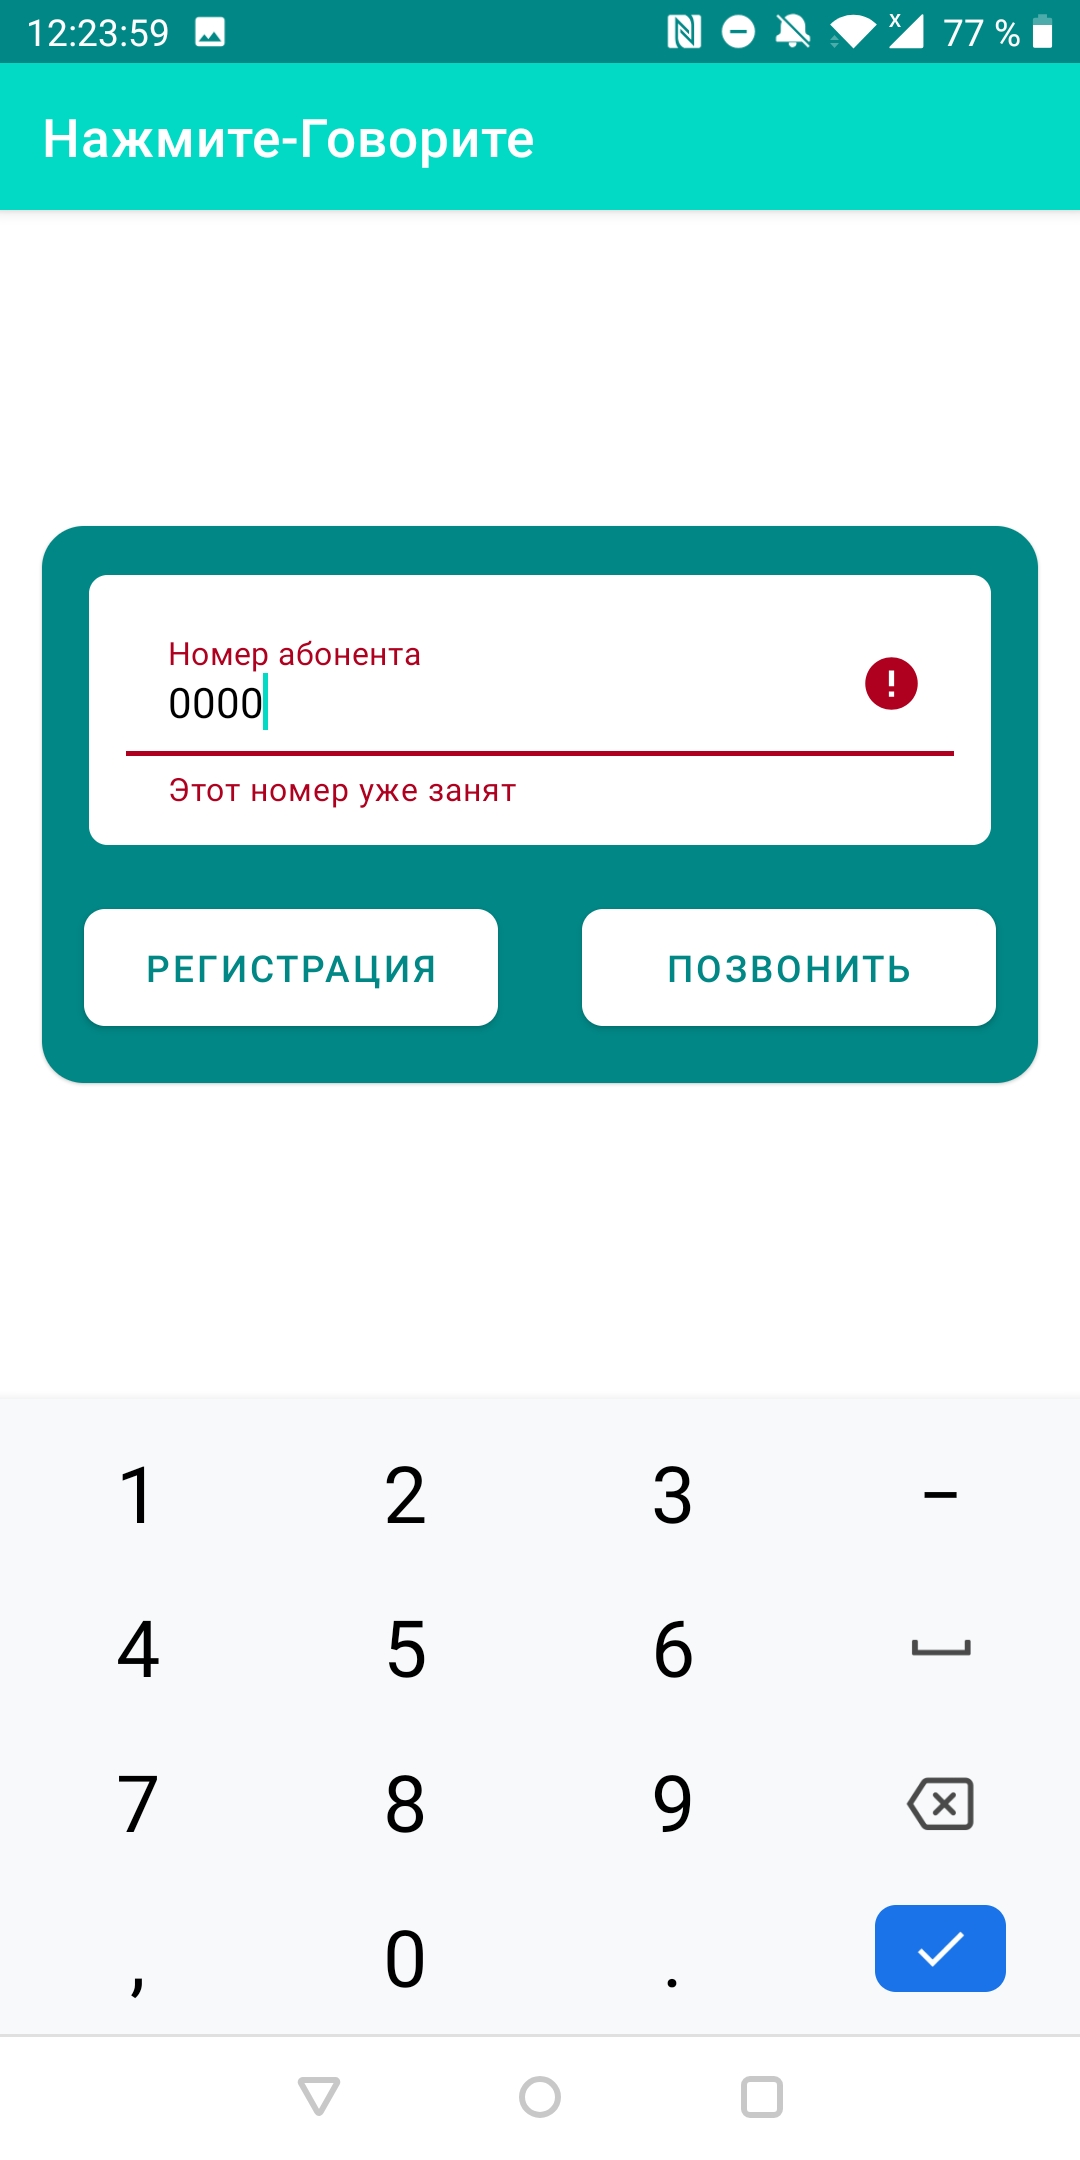 12:23:59 x 77 %
Нажмите-Говорите
Номер абонента
0000
Этот номер уже занят
РЕГИСТРАЦИЯ ПОЗВОНИТЬ
1 2 3 –
4 5 6
7 8 9
, 0 .